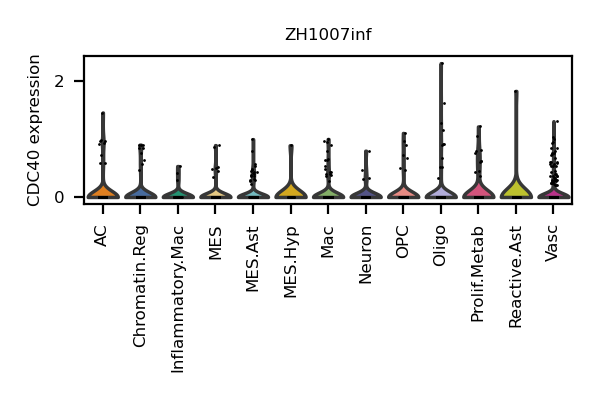 ZH1007inf
CDC40 expression
2
0
AC
Chromatin.Reg
Inflammatory.Mac
MES
MES.Ast
MES.Hyp
Mac
Neuron
OPC
Oligo
Prolif.Metab
Reactive.Ast
Vasc